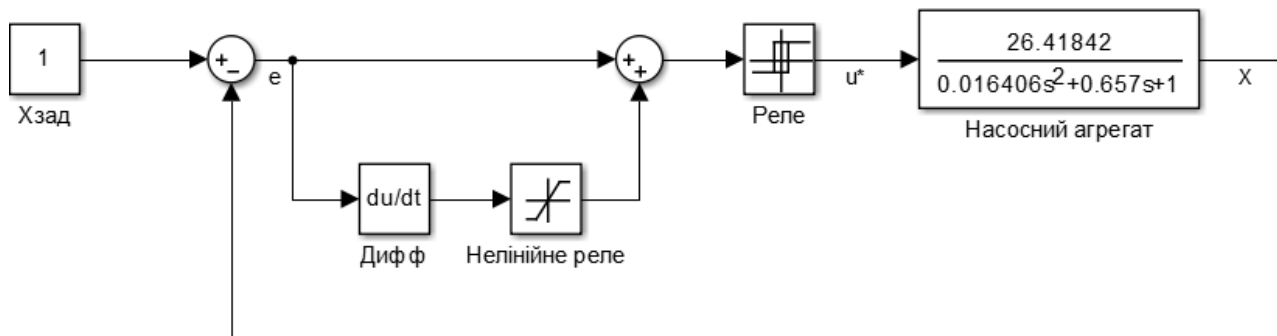 1
Хзад
+
−
e
+
+
Реле
u*
26.41842
0.016406s²+0.657s+1
Насосний агрегат
X
du/dt
Дифф
Нелінійне реле